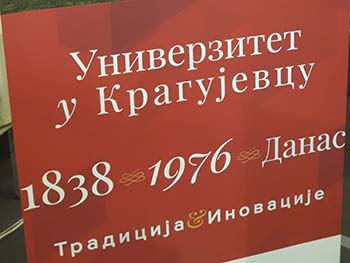 Универзитет
у Крагујевцу
1838 1976 Данас
Традиција & Иновације